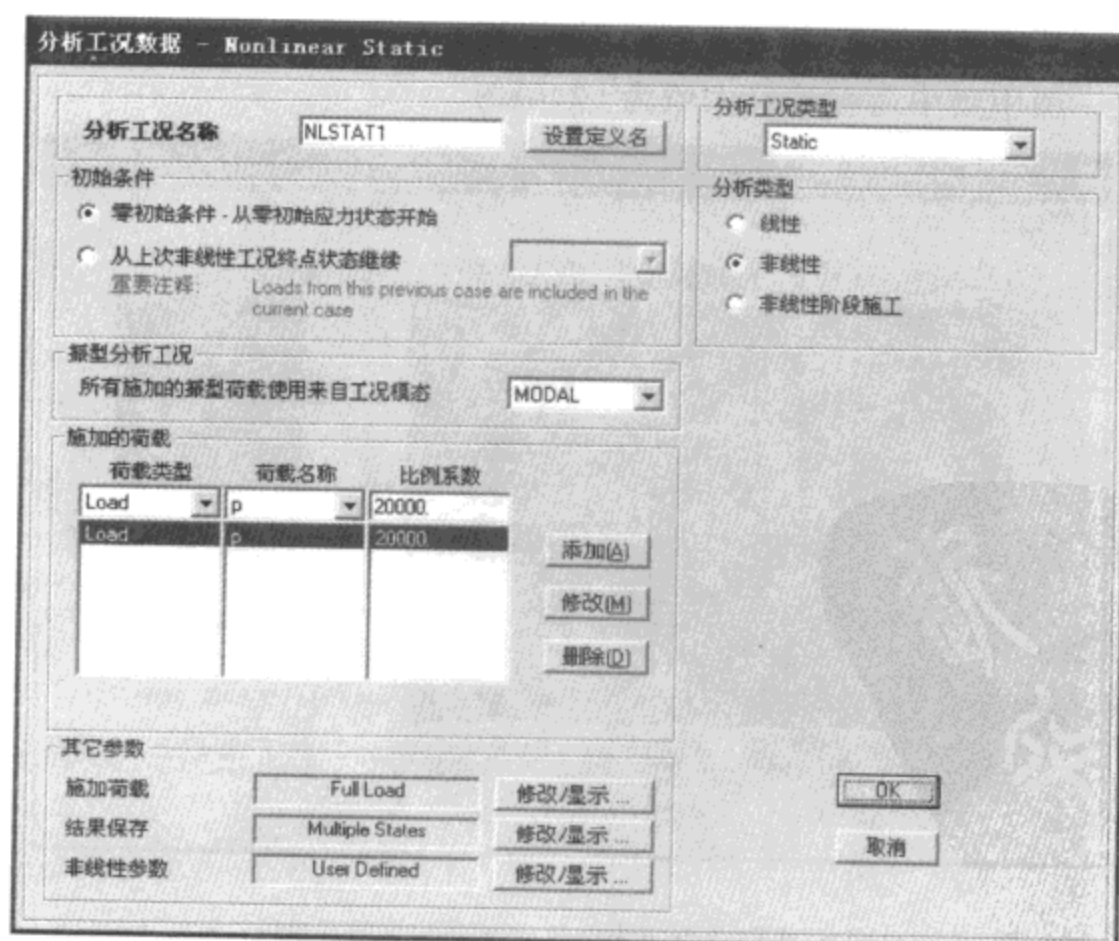 分析工况数据 - Nonlinear Static
分析工况名称 NLSTAT1 设置定义名
分析工况类型
Static
初始条件
零初始条件 - 从零初始应力状态开始
从上次非线性工况终点状态继续
重要注释: Loads from this previous case are included in the
current case
分析类型
线性
非线性
非线性阶段施工
振型分析工况
所有施加的振型荷载使用来自工况模态 MODAL
施加的荷载
荷载类型 荷载名称 比例系数
Load p 20000.
Load p 20000.
添加(A)
修改(M)
删除(D)
其它参数
施加荷载 Full Load 修改/显示 ...
结果保存 Multiple States 修改/显示 ...
非线性参数 User Defined 修改/显示 ...
OK
取消